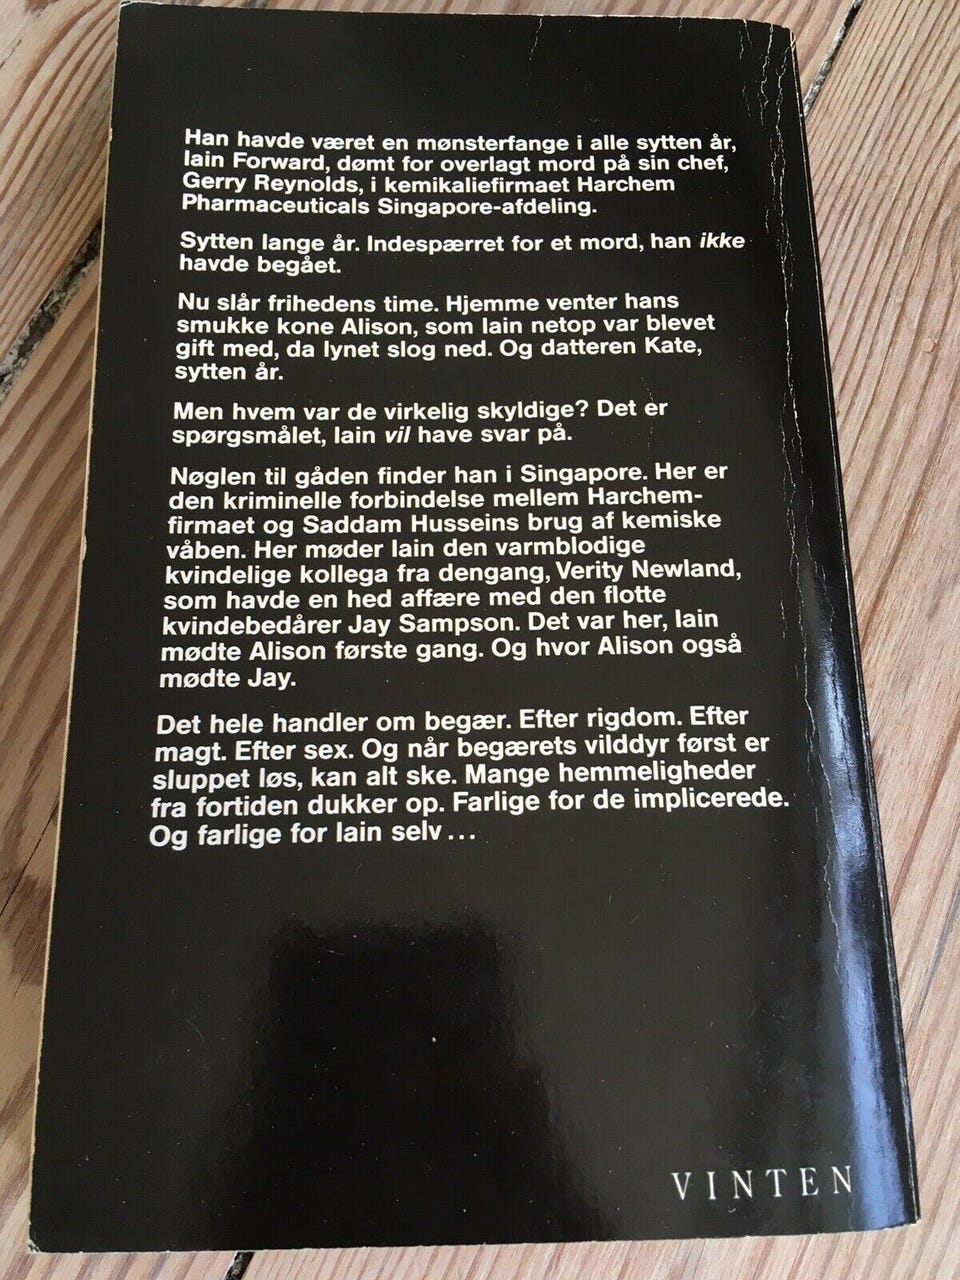 Han havde været en mønsterfange i alle sytten år,
Iain Forward, dømt for overlagt mord på sin chef,
Gerry Reynolds, i kemikaliefirmaet Harchem
Pharmaceuticals Singapore-afdeling.
Sytten lange år. Indespærret for et mord, han ikke
havde begået.
Nu slår frihedens time. Hjemme venter hans
smukke kone Alison, som Iain netop var blevet
gift med, da lynet slog ned. Og datteren Kate,
sytten år.
Men hvem var de virkelig skyldige? Det er
spørgsmålet, Iain vil have svar på.
Nøglen til gåden finder han i Singapore. Her er
den kriminelle forbindelse mellem Harchem-
firmaet og Saddam Husseins brug af kemiske
våben. Her møder Iain den varmblodige
kvindelige kollega fra dengang, Verity Newland,
som havde en hed affære med den flotte
kvindebedårer Jay Sampson. Det var her, Iain
mødte Alison første gang. Og hvor Alison også
mødte Jay.
Det hele handler om begær. Efter rigdom. Efter
magt. Efter sex. Og når begærets vilddyr først er
sluppet løs, kan alt ske. Mange hemmeligheder
fra fortiden dukker op. Farlige for de implicerede.
Og farlige for Iain selv...
VINTEN